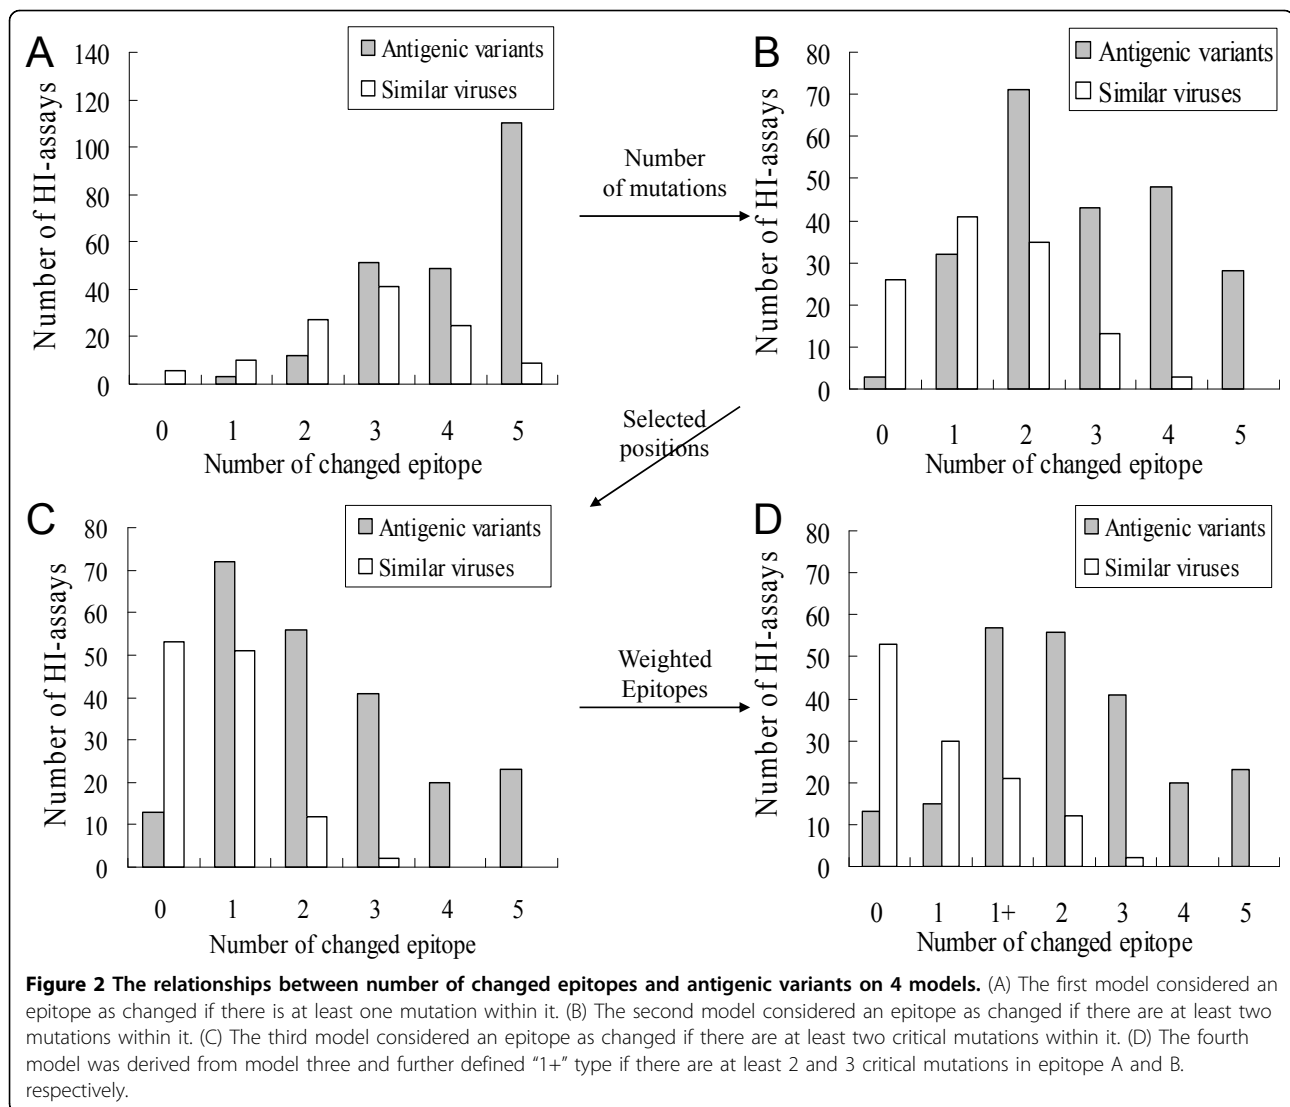 A
Number of HI-assays
140
120
100
80
60
40
20
0
Antigenic variants
Similar viruses
0 1 2 3 4 5
Number of changed epitope
Number
of mutations
B
Number of HI-assays
80
70
60
50
40
30
20
10
0
Antigenic variants
Similar viruses
0 1 2 3 4 5
Number of changed epitope
Selected
positions
C
Number of HI-assays
80
70
60
50
40
30
20
10
0
Antigenic variants
Similar viruses
0 1 2 3 4 5
Number of changed epitope
Weighted
Epitopes
D
Number of HI-assays
80
70
60
50
40
30
20
10
0
Antigenic variants
Similar viruses
0 1 1+ 2 3 4 5
Number of changed epitope
Figure 2 The relationships between number of changed epitopes and antigenic variants on 4 models. (A) The first model considered an
epitope as changed if there is at least one mutation within it. (B) The second model considered an epitope as changed if there are at least two
mutations within it. (C) The third model considered an epitope as changed if there are at least two critical mutations within it. (D) The fourth
model was derived from model three and further defined “1+” type if there are at least 2 and 3 critical mutations in epitope A and B.
respectively.